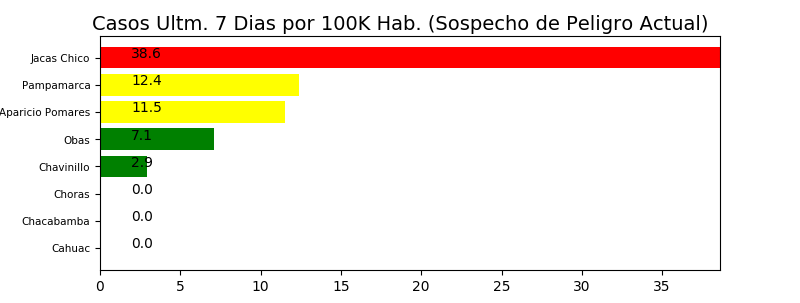 Casos Ultm. 7 Dias por 100K Hab. (Sospecho de Peligro Actual)
Jacas Chico 38.6
Pampamarca 12.4
Aparicio Pomares 11.5
Obas 7.1
Chavinillo 2.9
Choras 0.0
Chacabamba 0.0
Cahuac 0.0
0 5 10 15 20 25 30 35